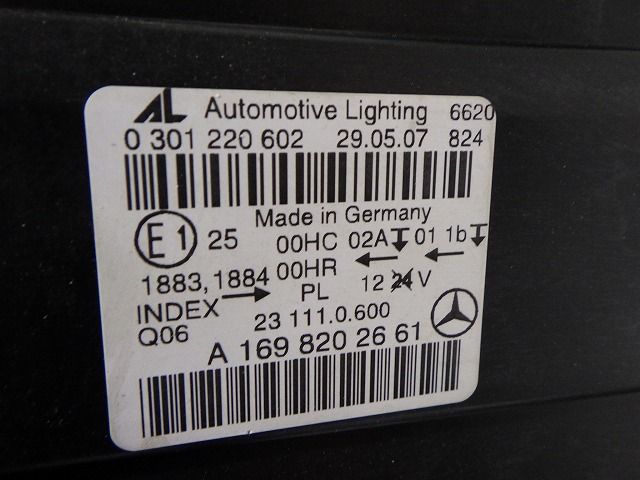 AL Automotive Lighting 6620
0 301 220 602 29.05.07 824
Made in Germany
E1 25 00HC 02A 01 1b
1883,1884 → 00HR ← ←
INDEX PL 12 24 V
Q06 23 111.0.600
A 169 820 26 61